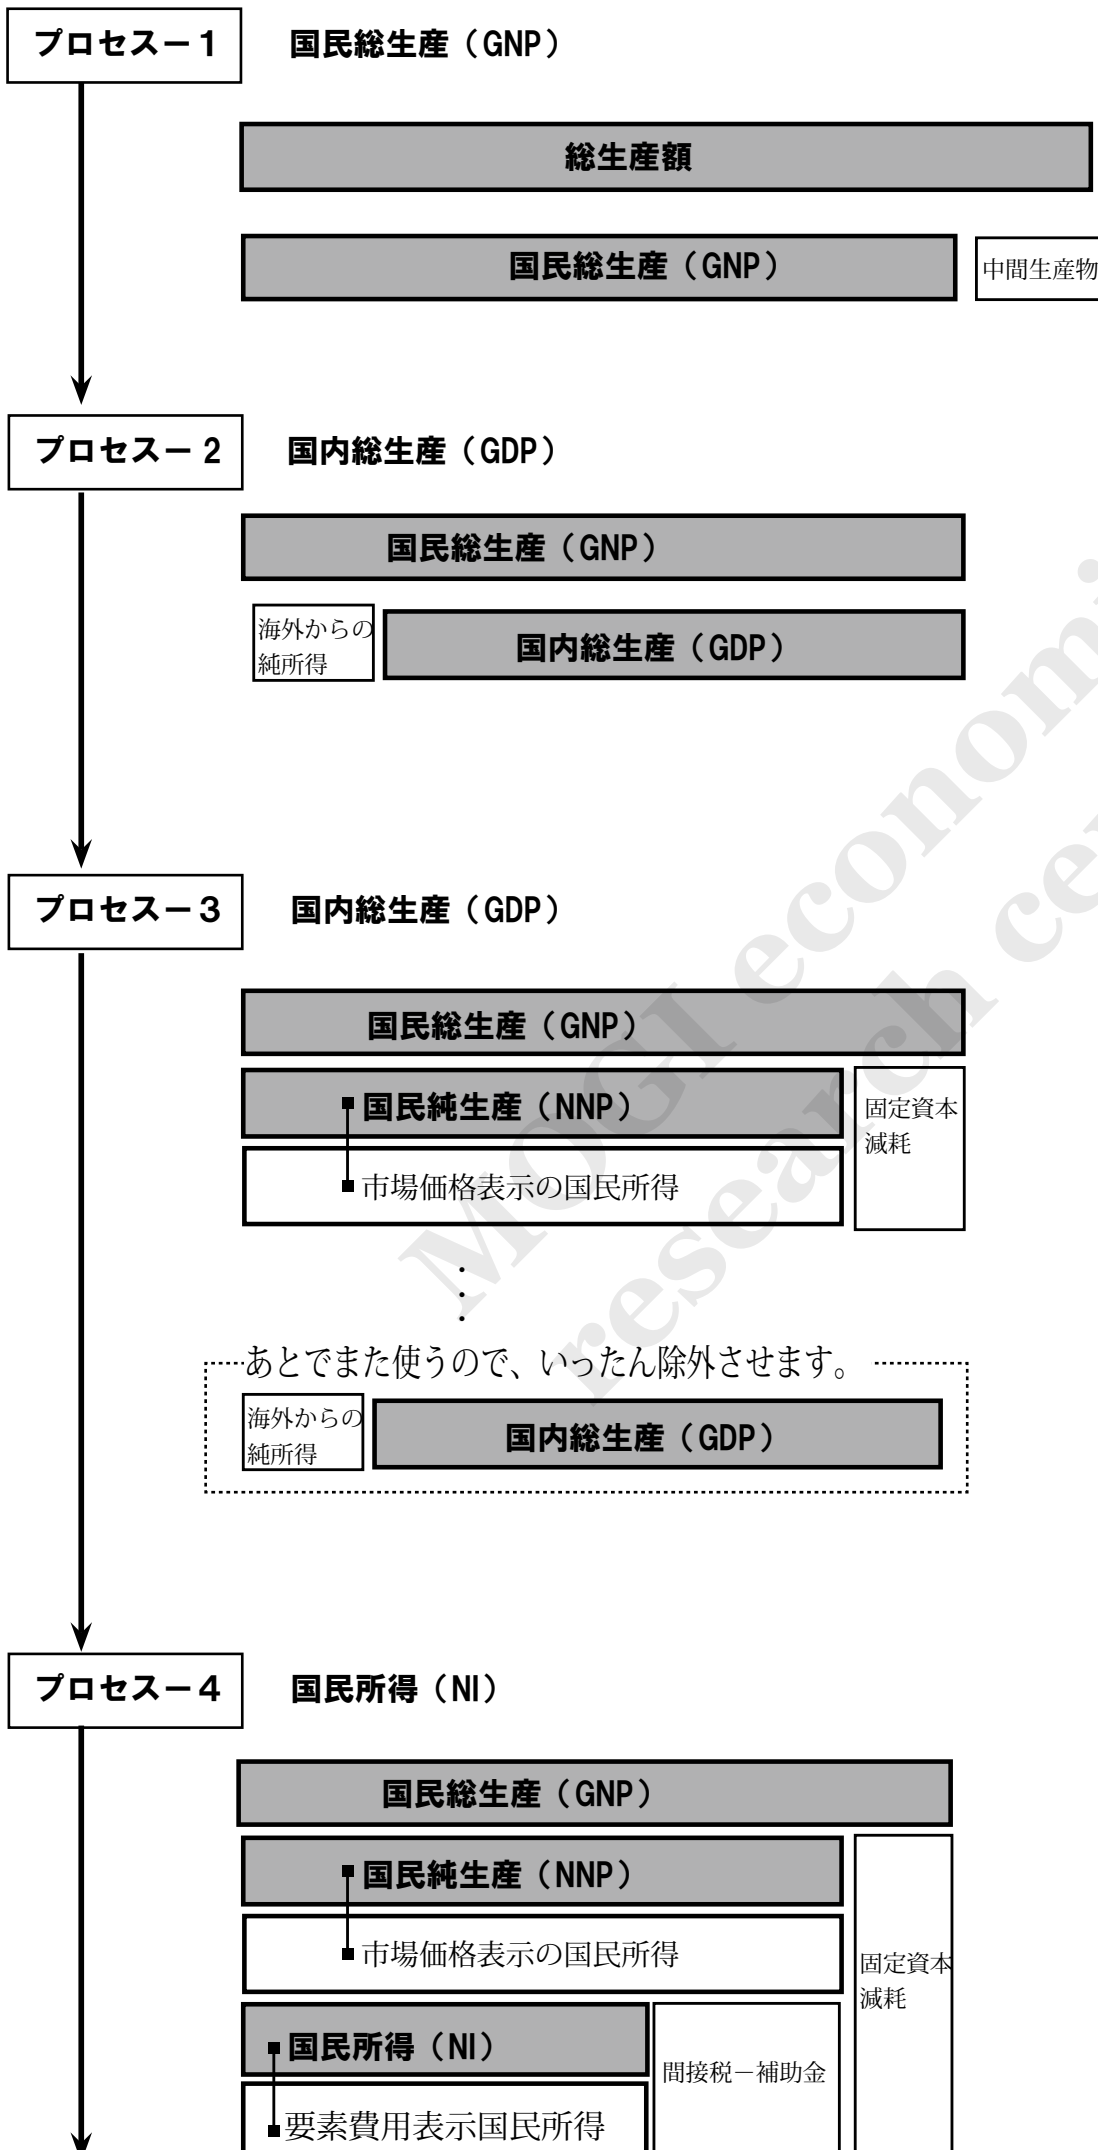 プロセスー1
国民総生産（GNP）
総生産額
国民総生産（GNP）
中間生産物
プロセスー2
国内総生産（GDP）
国民総生産（GNP）
海外からの
純所得
国内総生産（GDP）
プロセスー3
国内総生産（GDP）
国民総生産（GNP）
国民純生産（NNP）
固定資本
減耗
市場価格表示の国民所得
あとでまた使うので、いったん除外させます。
海外からの
純所得
国内総生産（GDP）
プロセスー4
国民所得（NI）
国民総生産（GNP）
国民純生産（NNP）
市場価格表示の国民所得
固定資本
減耗
国民所得（NI）
間接税－補助金
要素費用表示国民所得
MOGI economi
research ce